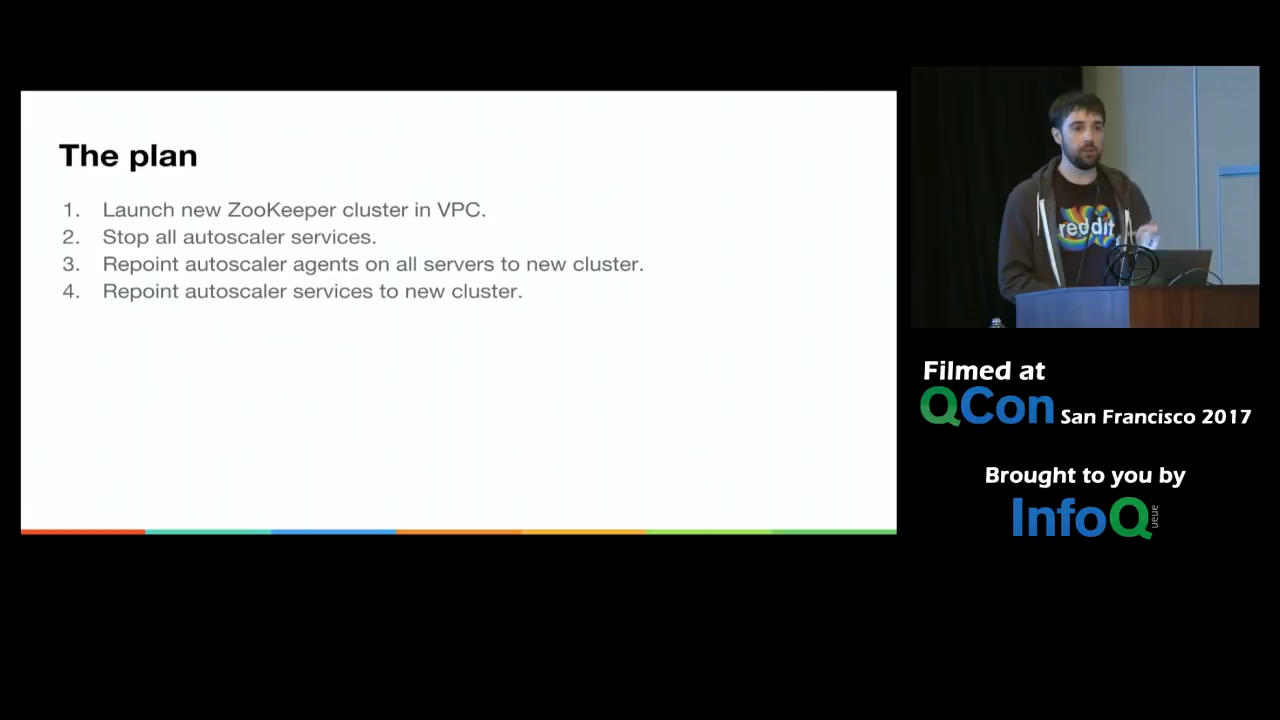 The plan
1. Launch new ZooKeeper cluster in VPC.
2. Stop all autoscaler services.
3. Repoint autoscaler agents on all servers to new cluster.
4. Repoint autoscaler services to new cluster.
reddit
Filmed at
QCon San Francisco 2017
Brought to you by
InfoQ
ueue